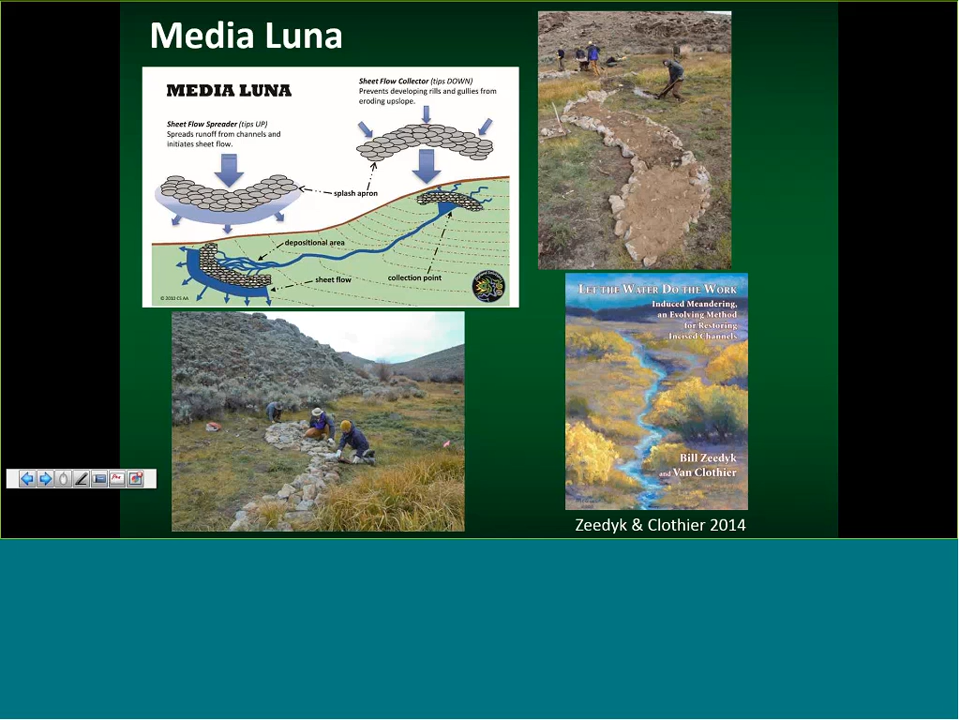 Media Luna
MEDIA LUNA
Sheet Flow Collector (tips DOWN)
Prevents developing rills and gullies from
eroding upslope.
Sheet Flow Spreader (tips UP)
Spreads runoff from channels and
initiates sheet flow.
splash apron
depositional area
sheet flow
collection point
LET THE WATER DO THE WORK
Induced Meandering,
an Evolving Method
for Restoring
Incised Channels
Bill Zeedyk
and Van Clothier
Zeedyk & Clothier 2014